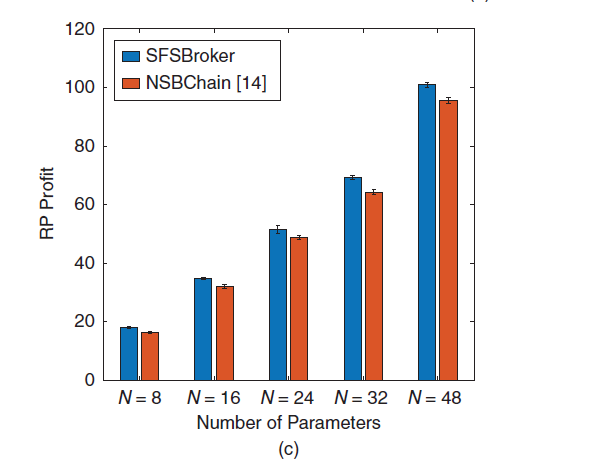 120
100
80
60
40
20
0
RP Profit
SFSBroker
NSBChain [14]
N = 8 N = 16 N = 24 N = 32 N = 48
Number of Parameters
(c)